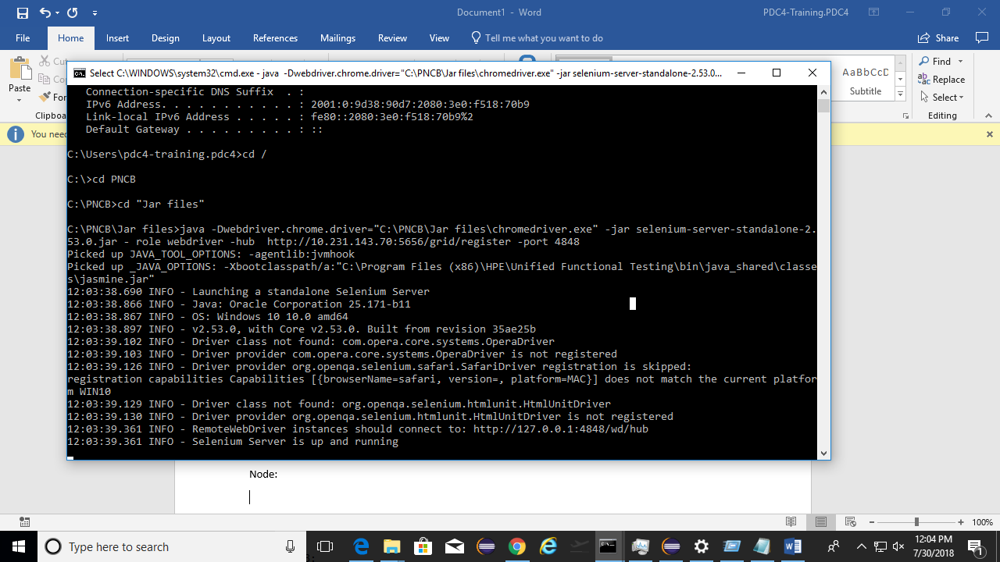 Document1 - Word
PDC4-Training.PDC4
File
Home
Insert
Design
Layout
References
Mailings
Review
View
Tell me what you want to do
Share
Paste
Cut
Clipboa
AaBbCcD
Subtitle
Find
Replace
Select
Editing
You nee
Select C:\WINDOWS\system32\cmd.exe - java -Dwebdriver.chrome.driver="C:\PNCB\Jar files\chromedriver.exe" -jar selenium-server-standalone-2.53.0...
Connection-specific DNS Suffix . :
IPv6 Address. . . . . . . . . . . : 2001:0:9d38:90d7:2080:3e0:f518:70b9
Link-local IPv6 Address . . . . . : fe80::2080:3e0:f518:70b9%2
Default Gateway . . . . . . . . . : ::
C:\Users\pdc4-training.pdc4>cd /
C:\>cd PNCB
C:\PNCB>cd "Jar files"
C:\PNCB\Jar files>java -Dwebdriver.chrome.driver="C:\PNCB\Jar files\chromedriver.exe" -jar selenium-server-standalone-2.
53.0.jar - role webdriver -hub  http://10.231.143.70:5656/grid/register -port 4848
Picked up JAVA_TOOL_OPTIONS: -agentlib:jvmhook
Picked up _JAVA_OPTIONS: -Xbootclasspath/a:"C:\Program Files (x86)\HPE\Unified Functional Testing\bin\java_shared\classe
s\jasmine.jar"
12:03:38.690 INFO - Launching a standalone Selenium Server
12:03:38.866 INFO - Java: Oracle Corporation 25.171-b11
12:03:38.867 INFO - OS: Windows 10 10.0 amd64
12:03:38.897 INFO - v2.53.0, with Core v2.53.0. Built from revision 35ae25b
12:03:39.102 INFO - Driver class not found: com.opera.core.systems.OperaDriver
12:03:39.103 INFO - Driver provider com.opera.core.systems.OperaDriver is not registered
12:03:39.126 INFO - Driver provider org.openqa.selenium.safari.SafariDriver registration is skipped:
registration capabilities Capabilities [{browserName=safari, version=, platform=MAC}] does not match the current platfor
m WIN10
12:03:39.129 INFO - Driver class not found: org.openqa.selenium.htmlunit.HtmlUnitDriver
12:03:39.130 INFO - Driver provider org.openqa.selenium.htmlunit.HtmlUnitDriver is not registered
12:03:39.361 INFO - RemoteWebDriver instances should connect to: http://127.0.0.1:4848/wd/hub
12:03:39.361 INFO - Selenium Server is up and running
Node:
100%
Type here to search
12:04 PM
7/30/2018
1